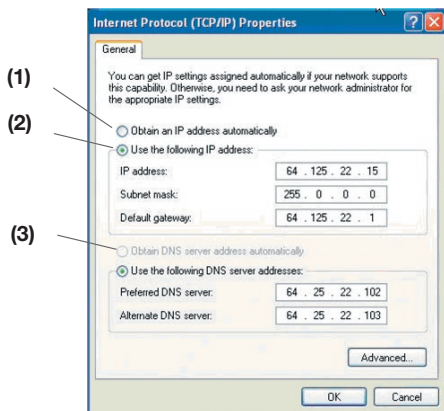 Internet Protocol (TCP/IP) Properties
General
You can get IP settings assigned automatically if your network supports
this capability. Otherwise, you need to ask your network administrator for
the appropriate IP settings.
(1)
Obtain an IP address automatically
(2)
Use the following IP address:
IP address: 64 . 125 . 22 . 15
Subnet mask: 255 . 0 . 0 . 0
Default gateway: 64 . 125 . 22 . 1
(3)
Obtain DNS server address automatically
Use the following DNS server addresses:
Preferred DNS server: 64 . 25 . 22 . 102
Alternate DNS server: 64 . 25 . 22 . 103
Advanced...
OK Cancel